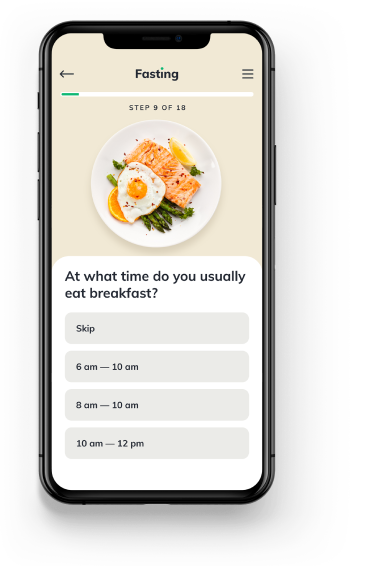 Fasting
STEP 9 OF 18
At what time do you usually
eat breakfast?
Skip
6 am — 10 am
8 am — 10 am
10 am — 12 pm